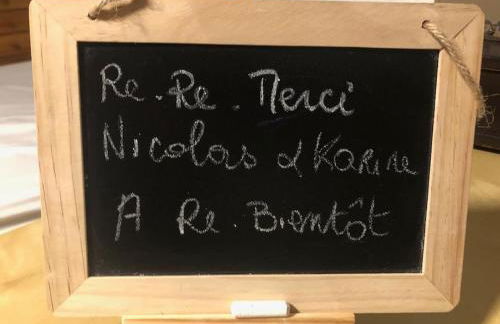 Re. Re. Merci
Nicolas & Karine
A Re. Bientôt